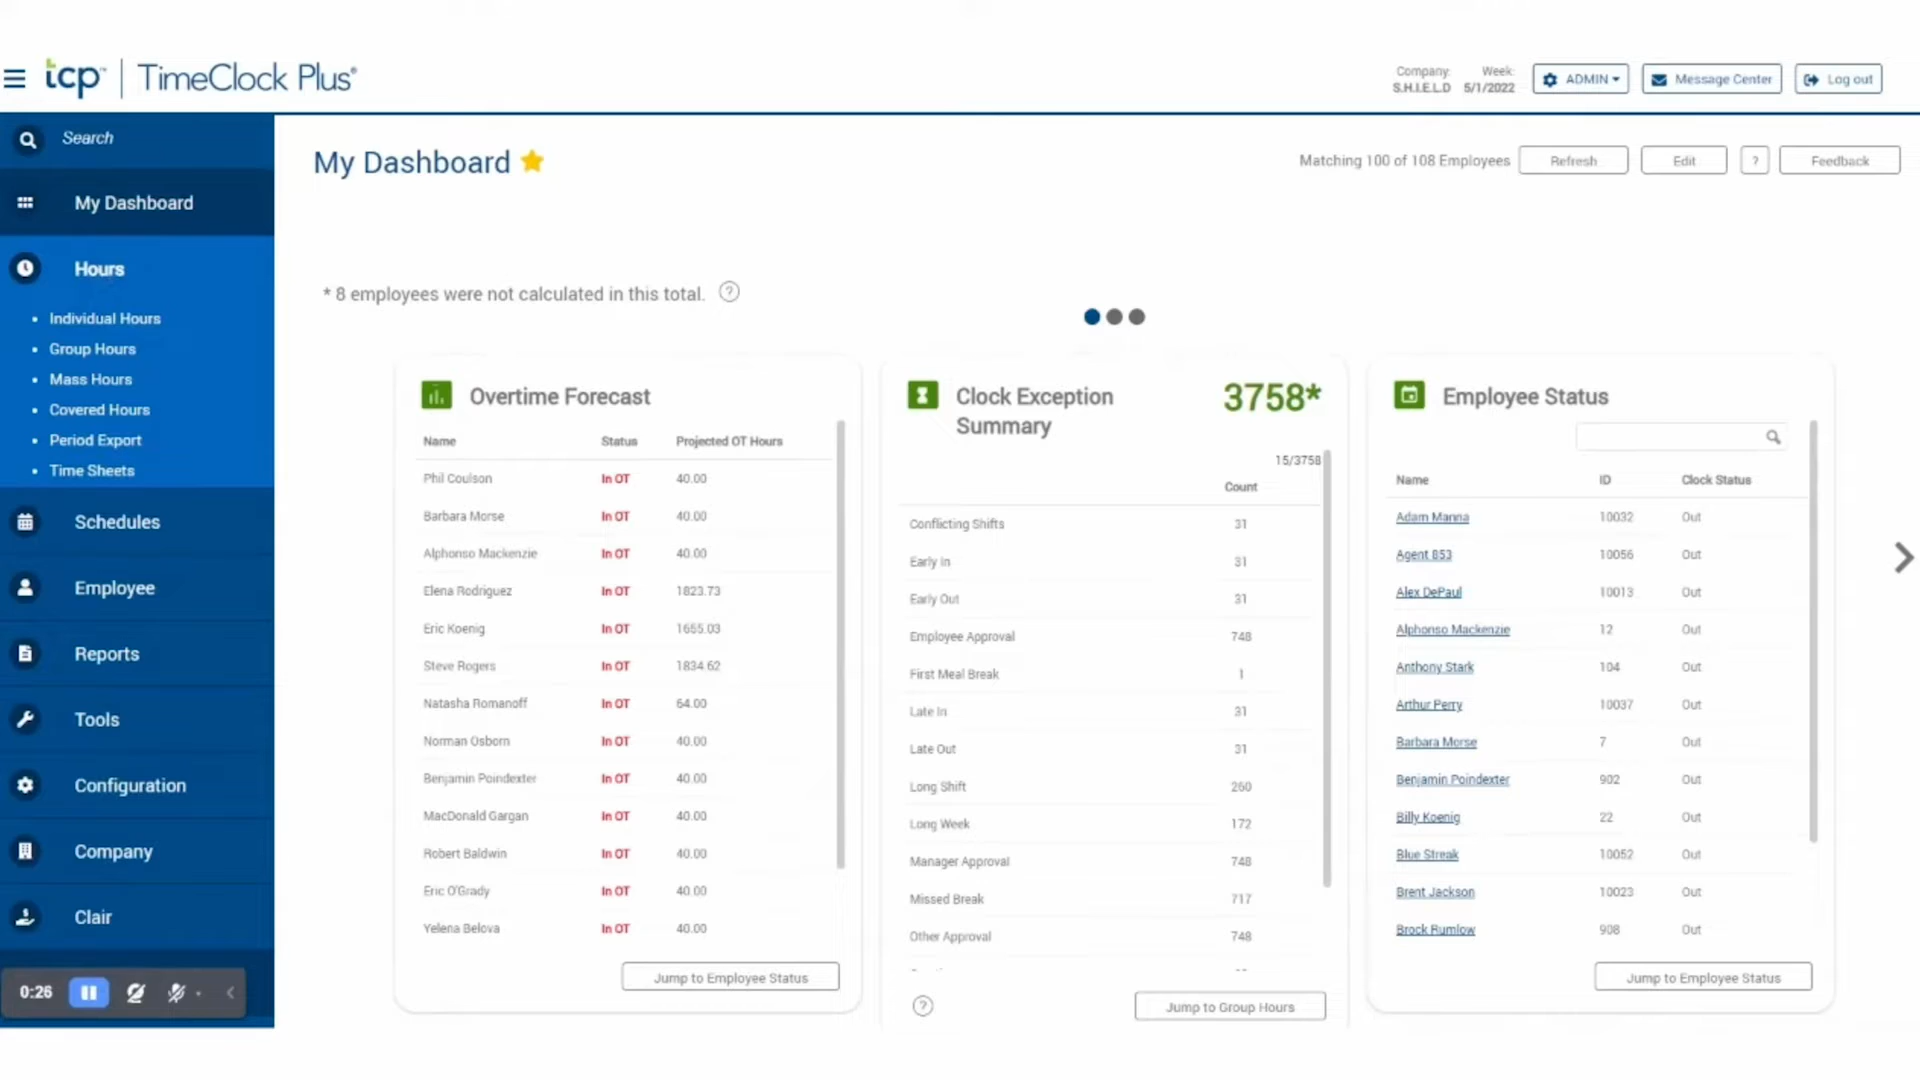 tcp™ | TimeClock Plus®
Company: S.H.I.E.L.D
Week: 5/1/2022
ADMIN
Message Center
Log out
Search
My Dashboard
Hours
• Individual Hours
• Group Hours
• Mass Hours
• Covered Hours
• Period Export
• Time Sheets
Schedules
Employee
Reports
Tools
Configuration
Company
Clair
0:26
My Dashboard
Matching 100 of 108 Employees
Refresh
Edit
?
Feedback
* 8 employees were not calculated in this total. ?
Overtime Forecast
Name Status Projected OT Hours
Phil Coulson In OT 40.00
Barbara Morse In OT 40.00
Alphonso Mackenzie In OT 40.00
Elena Rodriguez In OT 1823.73
Eric Koenig In OT 1655.03
Steve Rogers In OT 1834.62
Natasha Romanoff In OT 64.00
Norman Osborn In OT 40.00
Benjamin Poindexter In OT 40.00
MacDonald Gargan In OT 40.00
Robert Baldwin In OT 40.00
Eric O'Grady In OT 40.00
Yelena Belova In OT 40.00
Jump to Employee Status
Clock Exception
Summary
3758*
15/3758
Count
Conflicting Shifts 31
Early In 31
Early Out 31
Employee Approval 748
First Meal Break 1
Late In 31
Late Out 31
Long Shift 260
Long Week 172
Manager Approval 748
Missed Break 717
Other Approval 748
?
Jump to Group Hours
Employee Status
Name ID Clock Status
Adam Manna 10032 Out
Agent 853 10056 Out
Alex DePaul 10013 Out
Alphonso Mackenzie 12 Out
Anthony Stark 104 Out
Arthur Perry 10037 Out
Barbara Morse 7 Out
Benjamin Poindexter 902 Out
Billy Koenig 22 Out
Blue Streak 10052 Out
Brent Jackson 10023 Out
Brock Rumlow 908 Out
Jump to Employee Status